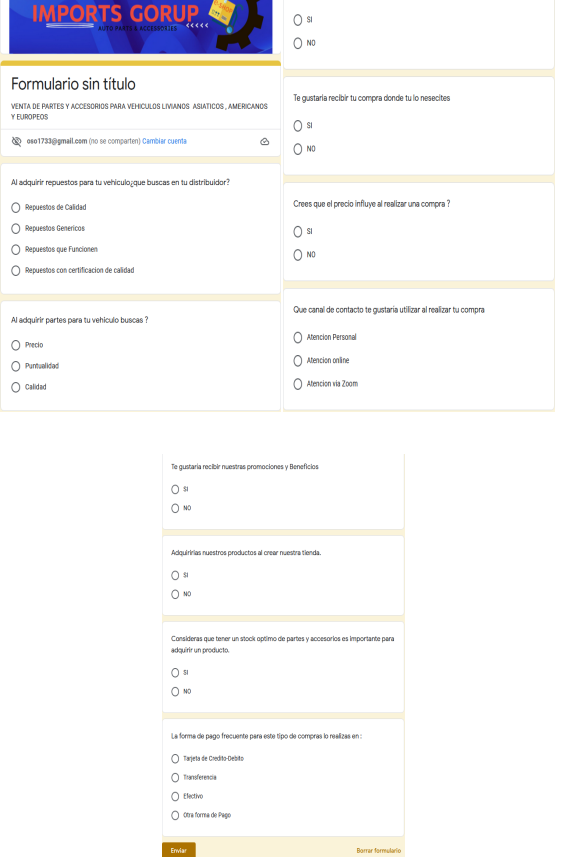 IMPORTS GORUP
AUTO PARTS & ACCESSORIES
<<<<<
Formulario sin título
VENTA DE PARTES Y ACCESORIOS PARA VEHICULOS LIVIANOS ASIATICOS , AMERICANOS
Y EUROPEOS
oso1733@gmail.com (no se comparten) Cambiar cuenta
Al adquirir repuestos para tu vehiculo¿que buscas en tu distribuidor?
Repuestos de Calidad
Repuestos Genericos
Repuestos que Funcionen
Repuestos con certificacion de calidad
Al adquirir partes para tu vehiculo buscas ?
Precio
Puntualidad
Calidad
SI
NO
Te gustaria recibir tu compra donde tu lo nesecites
SI
NO
Crees que el precio influye al realizar una compra ?
SI
NO
Que canal de contacto te gustaria utilizar al realizar tu compra
Atencion Personal
Atencion online
Atencion via Zoom
Te gustaria recibir nuestras promociones y Beneficios
SI
NO
Adquiririas nuestros productos al crear nuestra tienda.
SI
NO
Consideras que tener un stock optimo de partes y accesorios es importante para
adquirir un producto.
SI
NO
La forma de pago frecuente para este tipo de compras lo realizas en :
Tarjeta de Credito-Debito
Transferencia
Efectivo
Otra forma de Pago
Enviar
Borrar formulario